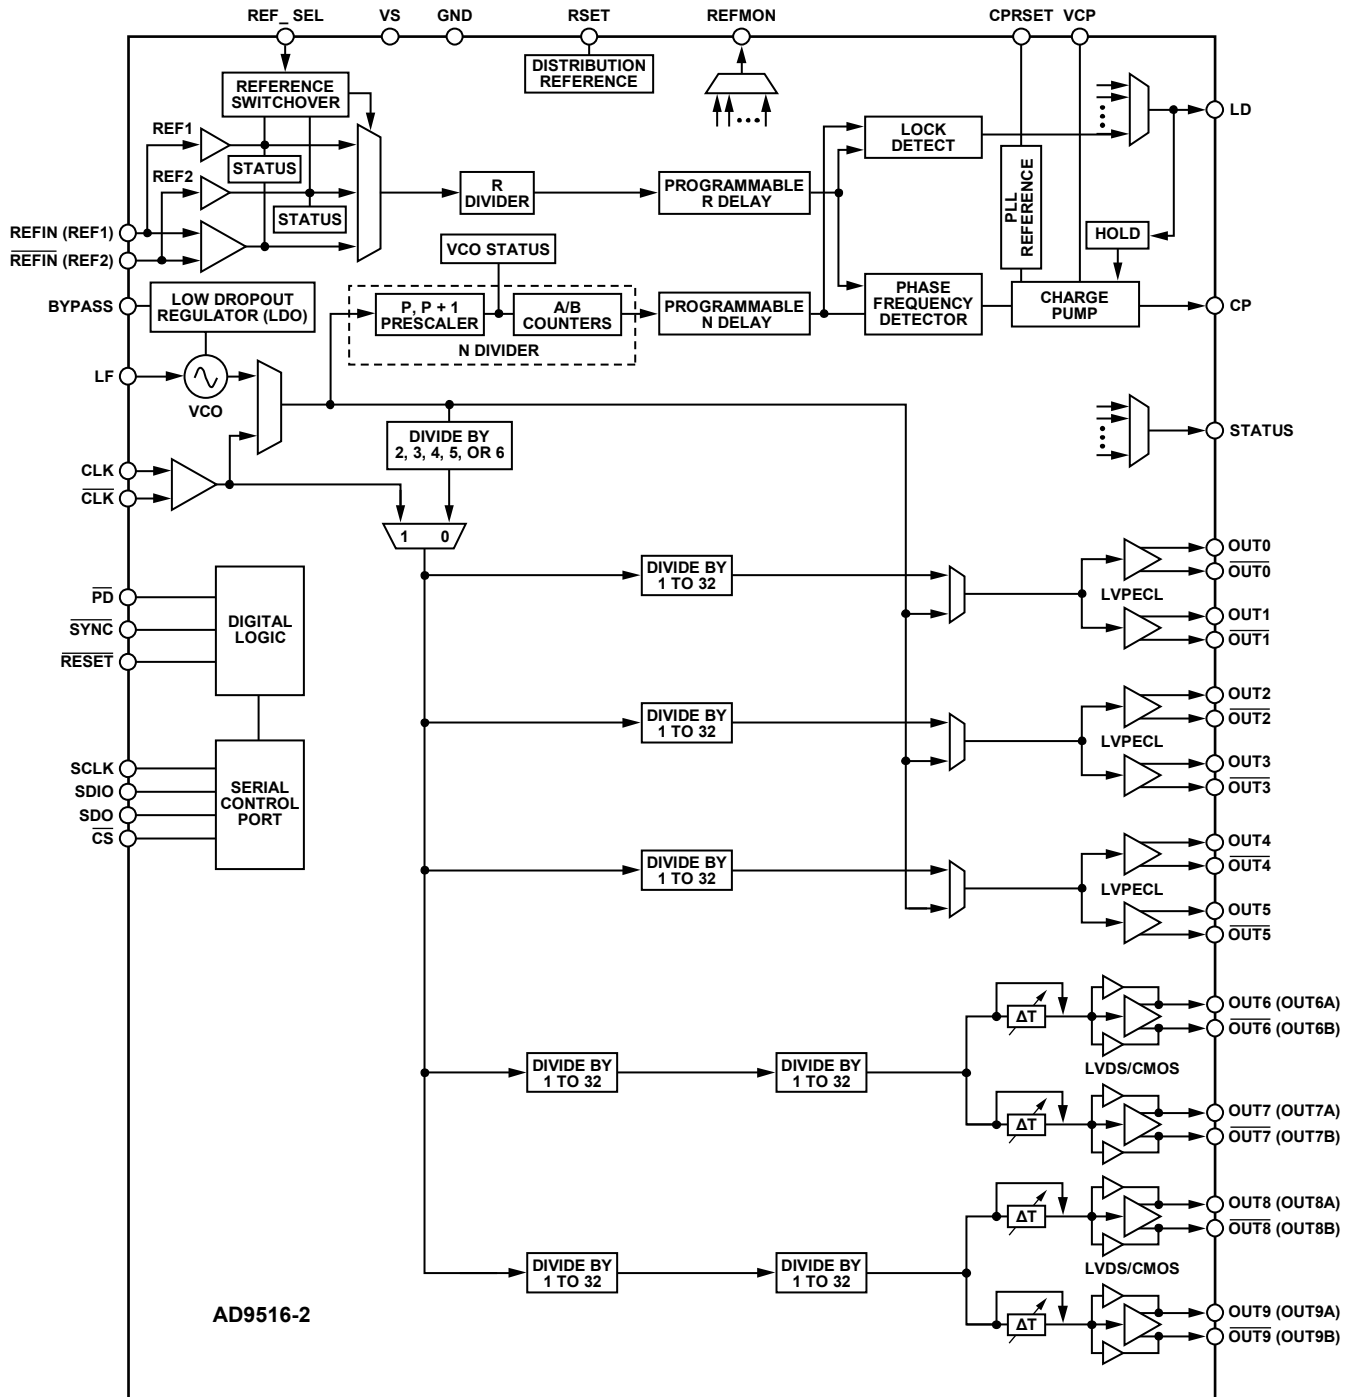 REF_ SEL
VS
GND
RSET
REFMON
CPRSET
VCP
REFERENCE
SWITCHOVER
DISTRIBUTION
REFERENCE
LD
REF1
STATUS
REF2
STATUS
R
DIVIDER
PROGRAMMABLE
R DELAY
LOCK
DETECT
PLL
REFERENCE
HOLD
REFIN (REF1)
REFIN (REF2)
VCO STATUS
BYPASS
LOW DROPOUT
REGULATOR (LDO)
P, P + 1
PRESCALER
A/B
COUNTERS
N DIVIDER
PROGRAMMABLE
N DELAY
PHASE
FREQUENCY
DETECTOR
CHARGE
PUMP
CP
LF
VCO
DIVIDE BY
2, 3, 4, 5, OR 6
STATUS
CLK
CLK
1
0
PD
SYNC
RESET
DIGITAL
LOGIC
DIVIDE BY
1 TO 32
LVPECL
OUT0
OUT0
OUT1
OUT1
DIVIDE BY
1 TO 32
LVPECL
OUT2
OUT2
OUT3
OUT3
SCLK
SDIO
SDO
CS
SERIAL
CONTROL
PORT
DIVIDE BY
1 TO 32
LVPECL
OUT4
OUT4
OUT5
OUT5
DIVIDE BY
1 TO 32
DIVIDE BY
1 TO 32
ΔT
ΔT
LVDS/CMOS
OUT6 (OUT6A)
OUT6 (OUT6B)
OUT7 (OUT7A)
OUT7 (OUT7B)
DIVIDE BY
1 TO 32
DIVIDE BY
1 TO 32
ΔT
ΔT
LVDS/CMOS
OUT8 (OUT8A)
OUT8 (OUT8B)
OUT9 (OUT9A)
OUT9 (OUT9B)
AD9516-2